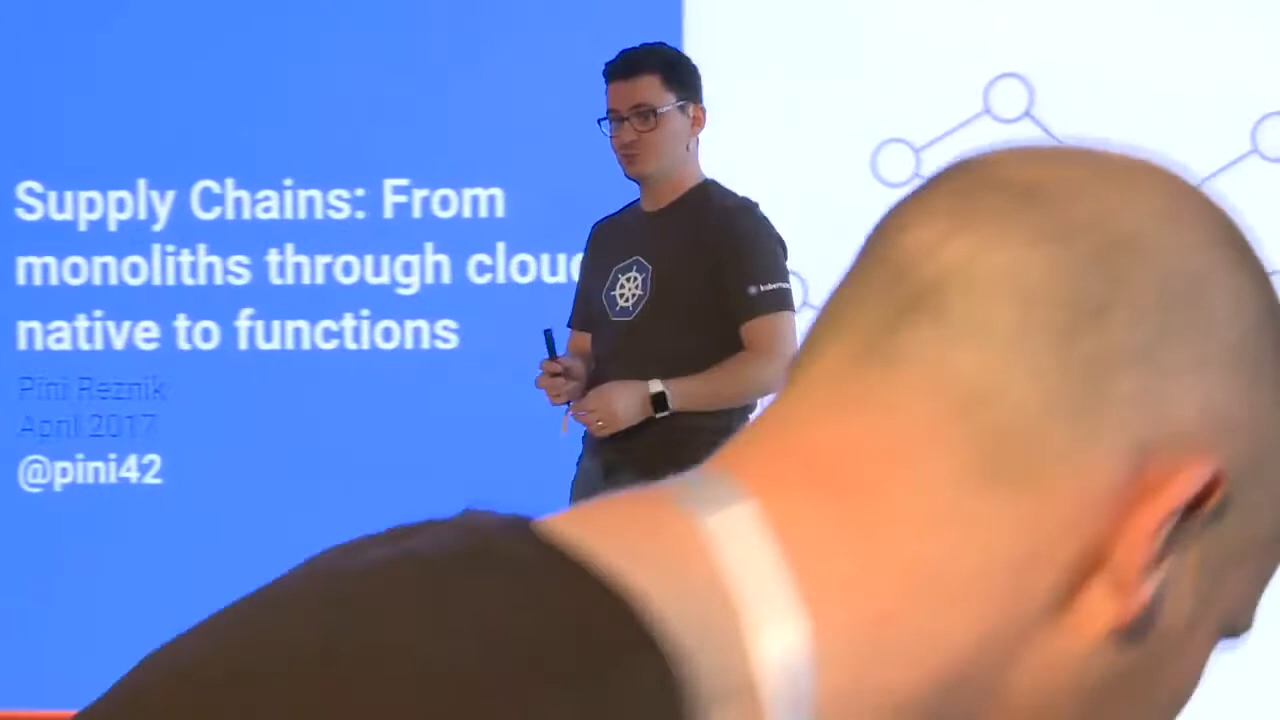 Supply Chains: From
monoliths through cloud
native to functions
Pini Reznik
April 2017
@pini42